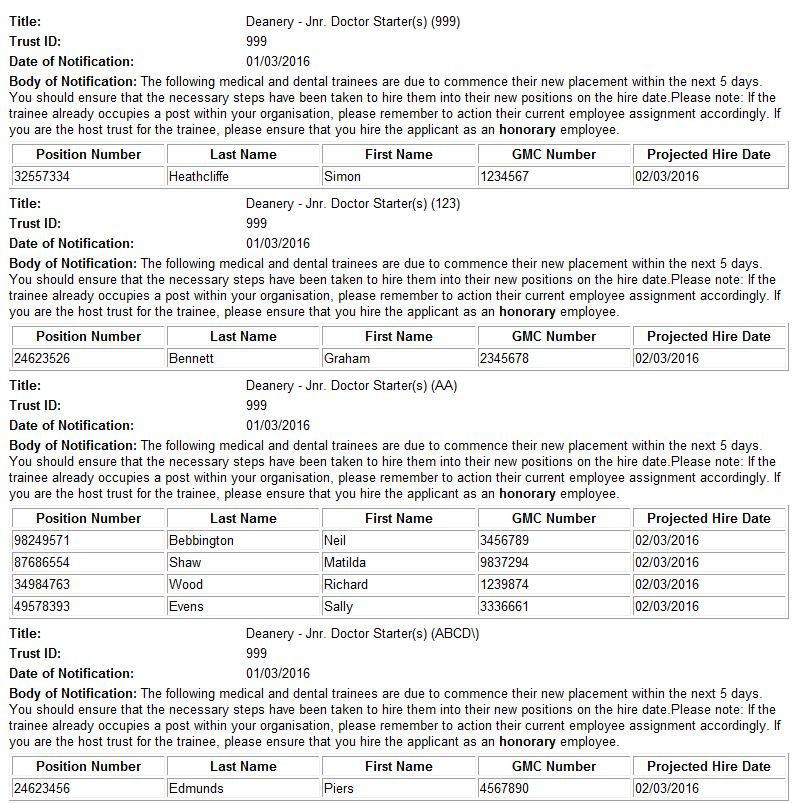 Title: Deanery - Jnr. Doctor Starter(s) (999)
Trust ID: 999
Date of Notification: 01/03/2016
Body of Notification: The following medical and dental trainees are due to commence their new placement within the next 5 days.
You should ensure that the necessary steps have been taken to hire them into their new positions on the hire date.Please note: If the
trainee already occupies a post within your organisation, please remember to action their current employee assignment accordingly. If
you are the host trust for the trainee, please ensure that you hire the applicant as an honorary employee.
Position Number Last Name First Name GMC Number Projected Hire Date
32557334 Heathcliffe Simon 1234567 02/03/2016
Title: Deanery - Jnr. Doctor Starter(s) (123)
Trust ID: 999
Date of Notification: 01/03/2016
Body of Notification: The following medical and dental trainees are due to commence their new placement within the next 5 days.
You should ensure that the necessary steps have been taken to hire them into their new positions on the hire date.Please note: If the
trainee already occupies a post within your organisation, please remember to action their current employee assignment accordingly. If
you are the host trust for the trainee, please ensure that you hire the applicant as an honorary employee.
Position Number Last Name First Name GMC Number Projected Hire Date
24623526 Bennett Graham 2345678 02/03/2016
Title: Deanery - Jnr. Doctor Starter(s) (AA)
Trust ID: 999
Date of Notification: 01/03/2016
Body of Notification: The following medical and dental trainees are due to commence their new placement within the next 5 days.
You should ensure that the necessary steps have been taken to hire them into their new positions on the hire date.Please note: If the
trainee already occupies a post within your organisation, please remember to action their current employee assignment accordingly. If
you are the host trust for the trainee, please ensure that you hire the applicant as an honorary employee.
Position Number Last Name First Name GMC Number Projected Hire Date
98249571 Bebbington Neil 3456789 02/03/2016
87686554 Shaw Matilda 9837294 02/03/2016
34984763 Wood Richard 1239874 02/03/2016
49578393 Evens Sally 3336661 02/03/2016
Title: Deanery - Jnr. Doctor Starter(s) (ABCD\)
Trust ID: 999
Date of Notification: 01/03/2016
Body of Notification: The following medical and dental trainees are due to commence their new placement within the next 5 days.
You should ensure that the necessary steps have been taken to hire them into their new positions on the hire date.Please note: If the
trainee already occupies a post within your organisation, please remember to action their current employee assignment accordingly. If
you are the host trust for the trainee, please ensure that you hire the applicant as an honorary employee.
Position Number Last Name First Name GMC Number Projected Hire Date
24623456 Edmunds Piers 4567890 02/03/2016